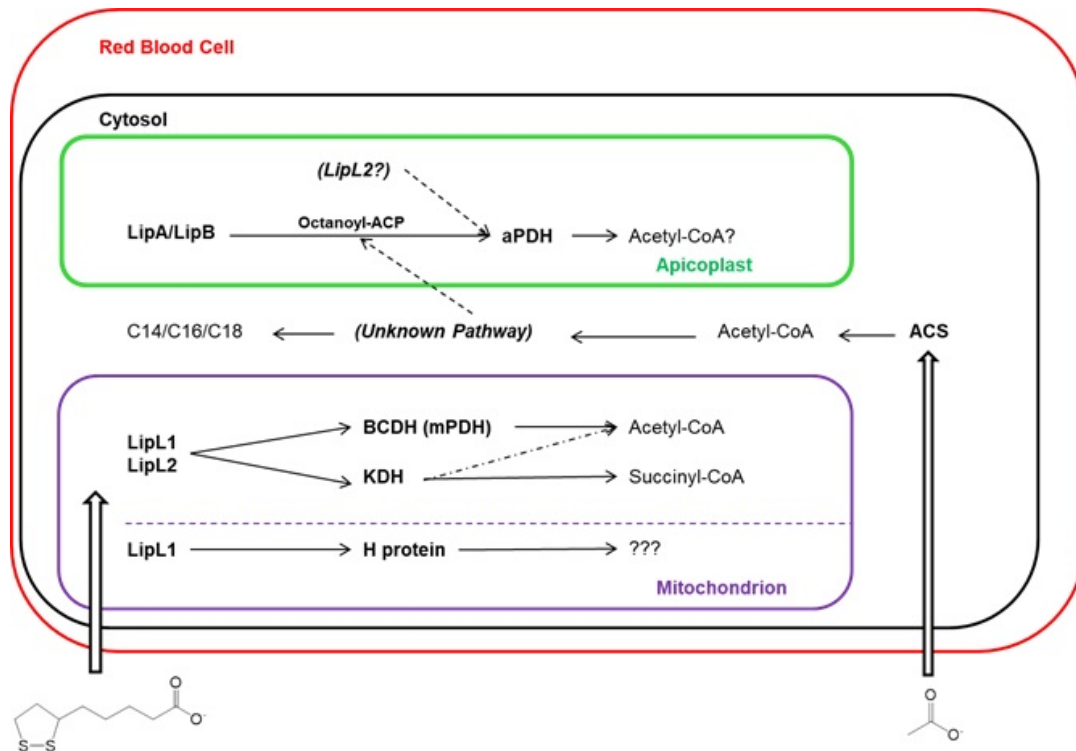 Red Blood Cell
Cytosol
(LipL2?)
LipA/LipB
Octanoyl-ACP
aPDH
Acetyl-CoA?
Apicoplast
C14/C16/C18
(Unknown Pathway)
Acetyl-CoA
ACS
LipL1
LipL2
BCDH (mPDH)
Acetyl-CoA
KDH
Succinyl-CoA
LipL1
H protein
???
Mitochondrion
O
O-
S-S
O
O-